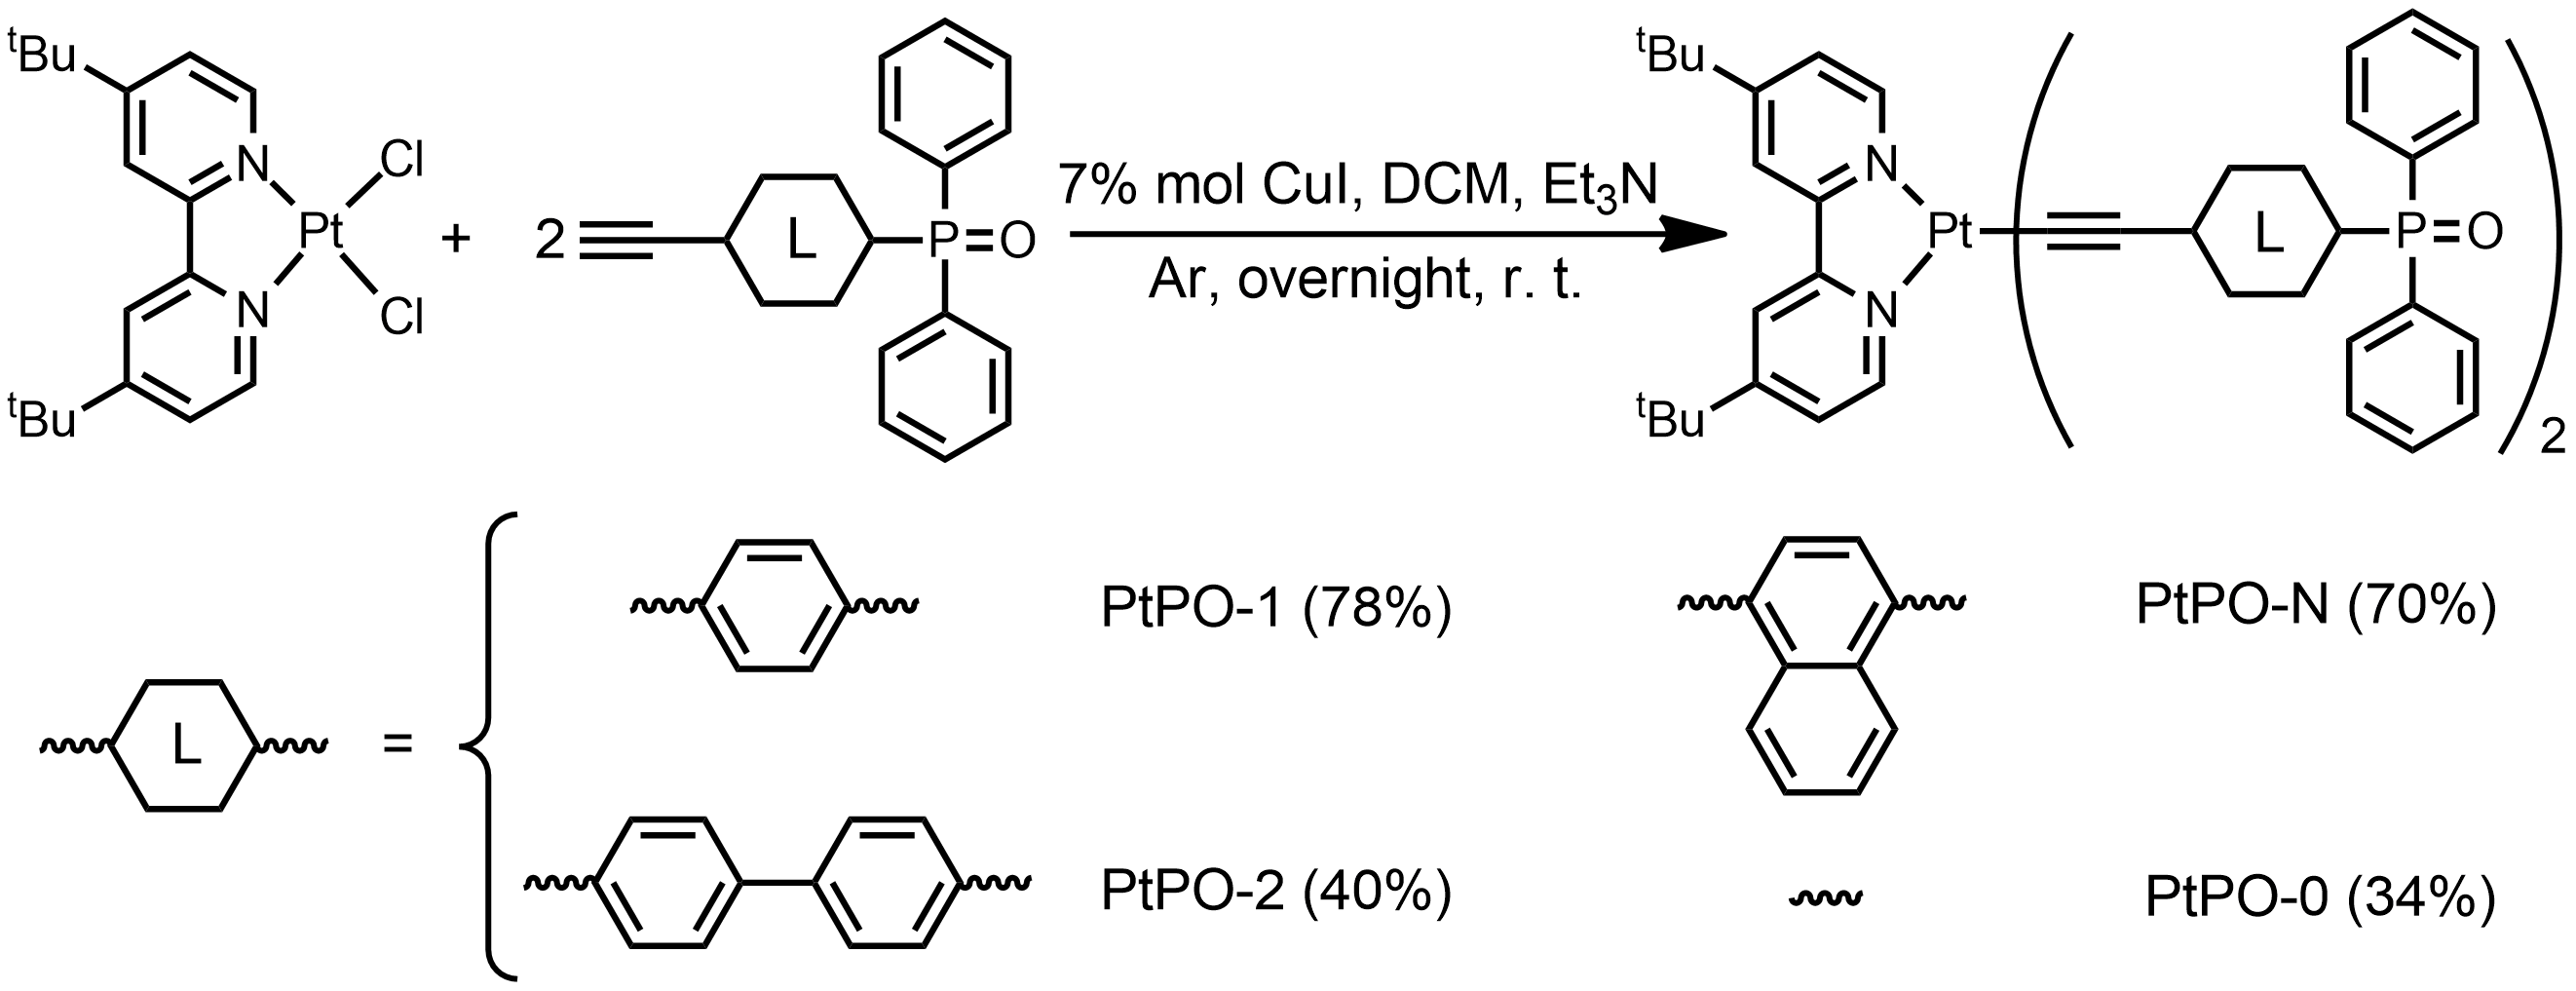 tBu
N
N
Pt
Cl
Cl
tBu
+
2
L
P=O
7% mol CuI, DCM, Et3N
Ar, overnight, r. t.
tBu
N
N
Pt
tBu
L
P=O
2
L
=
PtPO-1 (78%)
PtPO-N (70%)
PtPO-2 (40%)
PtPO-0 (34%)